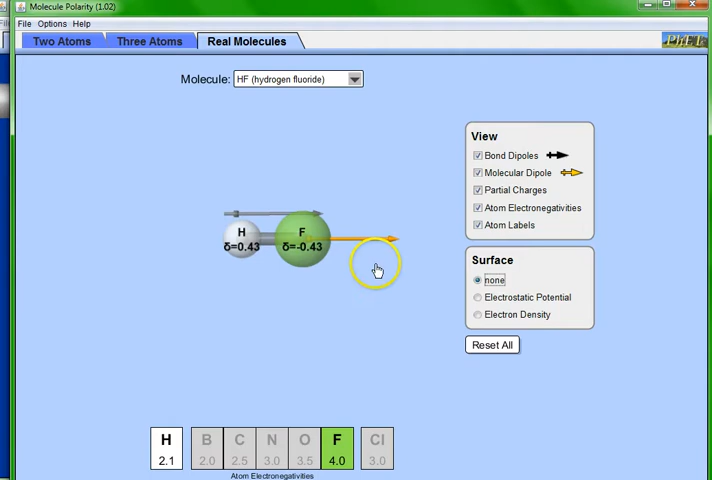 Molecule Polarity (1.02)
File Options Help
Two Atoms Three Atoms Real Molecules
PhET
Molecule: HF (hydrogen fluoride)
View
Bond Dipoles
Molecular Dipole
Partial Charges
Atom Electronegativities
Atom Labels
H F
δ=0.43 δ=-0.43
Surface
none
Electrostatic Potential
Electron Density
Reset All
H B C N O F Cl
2.1 2.0 2.5 3.0 3.5 4.0 3.0
Atom Electronegativities